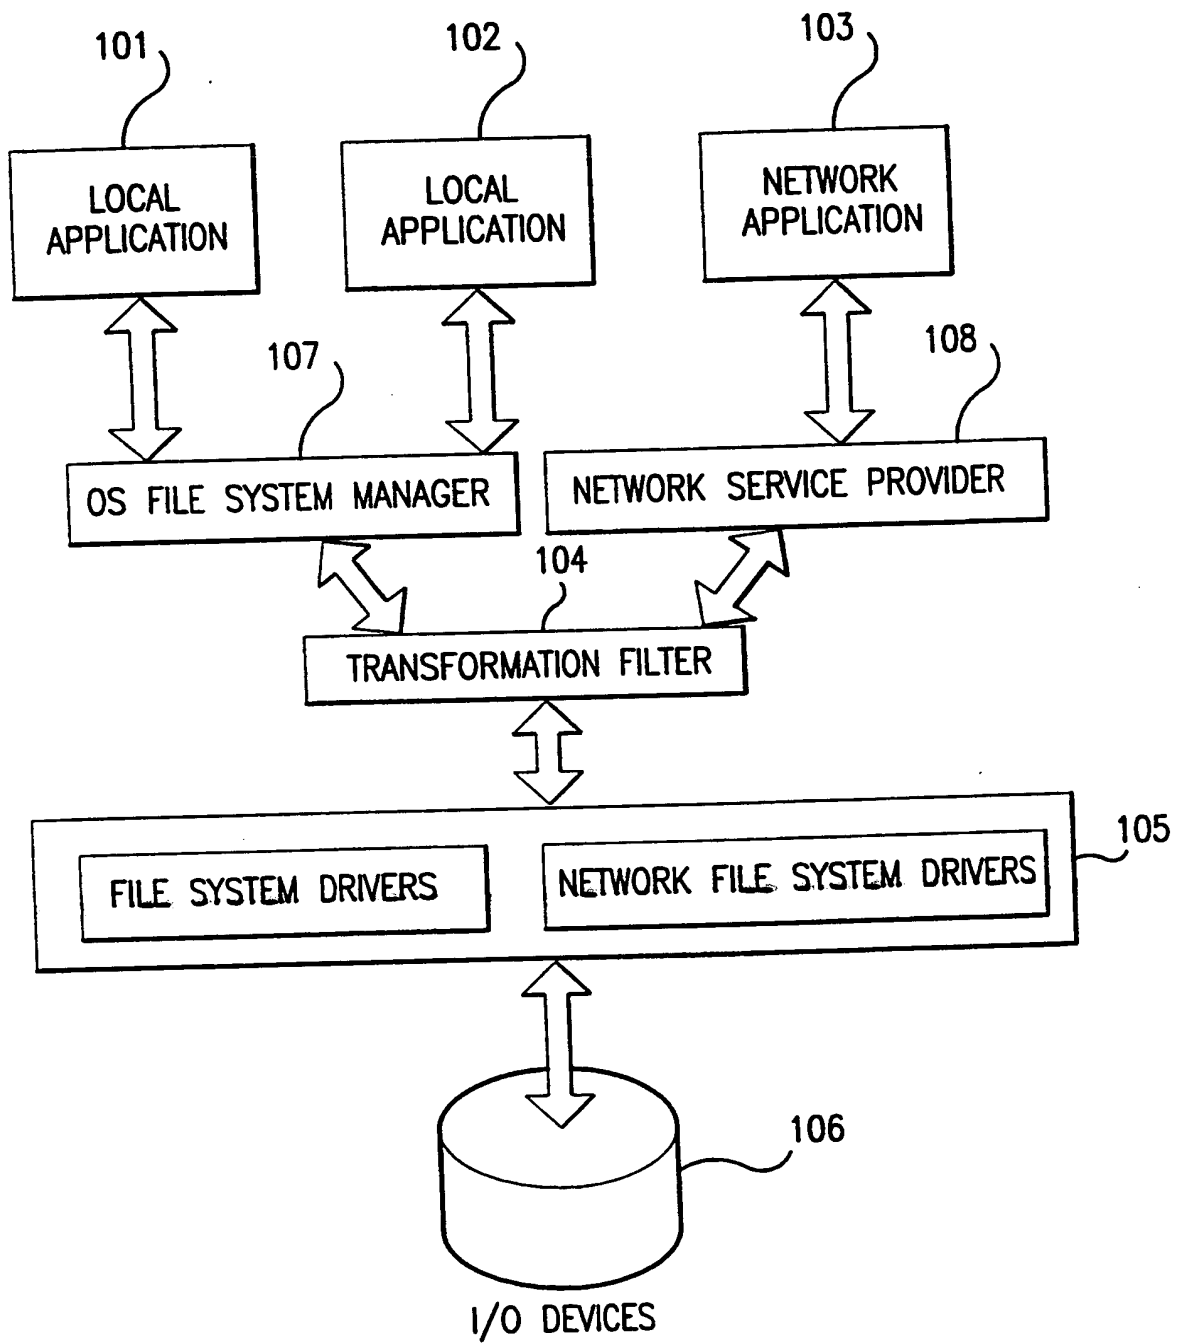 101
102
103
LOCAL
APPLICATION
LOCAL
APPLICATION
NETWORK
APPLICATION
107
108
OS FILE SYSTEM MANAGER
NETWORK SERVICE PROVIDER
104
TRANSFORMATION FILTER
105
FILE SYSTEM DRIVERS
NETWORK FILE SYSTEM DRIVERS
106
I/O DEVICES